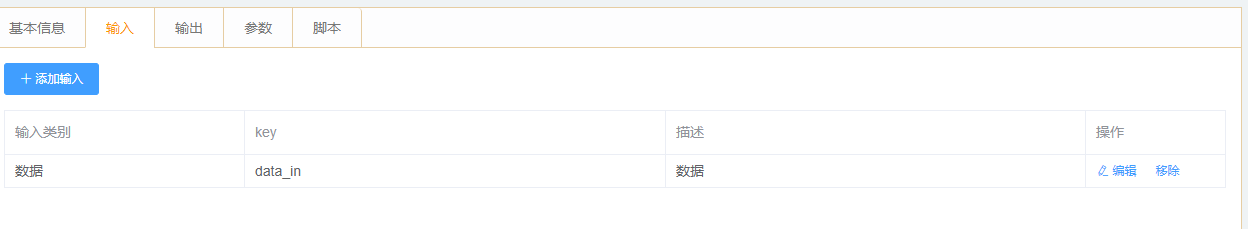 基本信息 输入 输出 参数 脚本
+ 添加输入
输入类别 key 描述 操作
数据 data_in 数据 编辑 移除